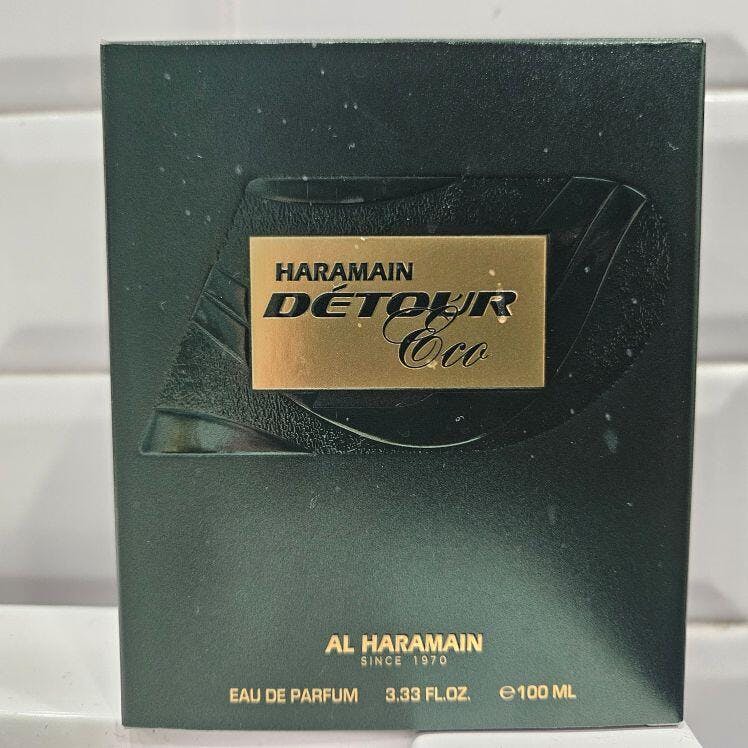 HARAMAIN
DÉTOUR
Eco
AL HARAMAIN
SINCE 1970
EAU DE PARFUM 3.33 FL.OZ. ℮100 ML